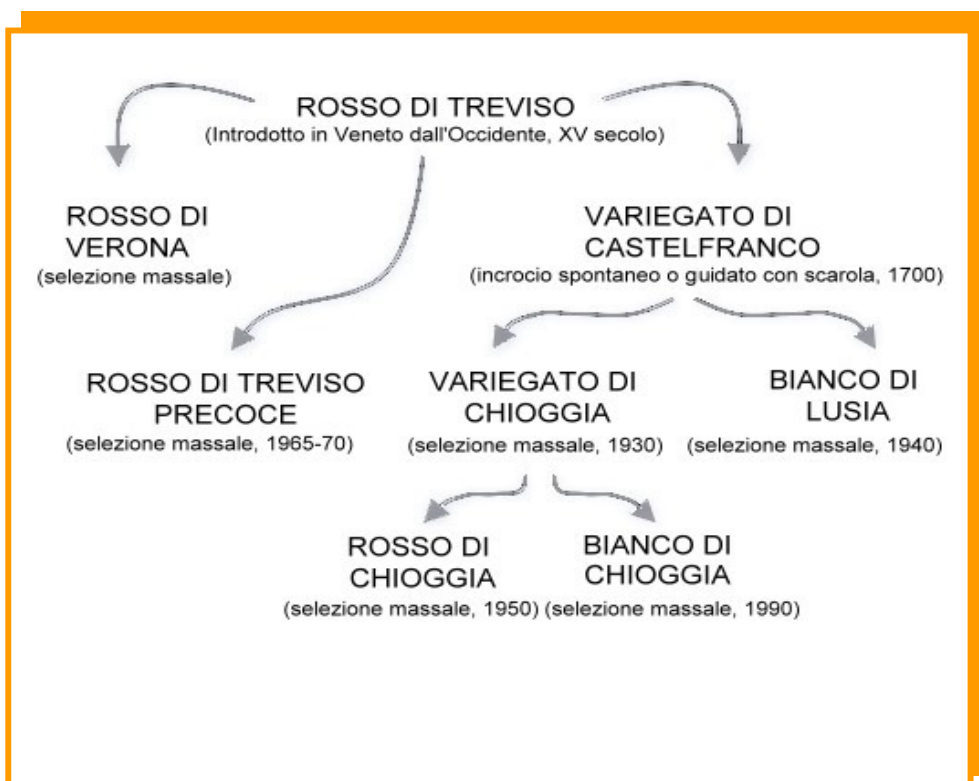 ROSSO DI TREVISO
(Introdotto in Veneto dall'Occidente, XV secolo)
ROSSO DI
VERONA
(selezione massale)
VARIEGATO DI
CASTELFRANCO
(incrocio spontaneo o guidato con scarola, 1700)
ROSSO DI TREVISO
PRECOCE
(selezione massale, 1965-70)
VARIEGATO DI
CHIOGGIA
(selezione massale, 1930)
BIANCO DI
LUSIA
(selezione massale, 1940)
ROSSO DI
CHIOGGIA
(selezione massale, 1950)
BIANCO DI
CHIOGGIA
(selezione massale, 1990)